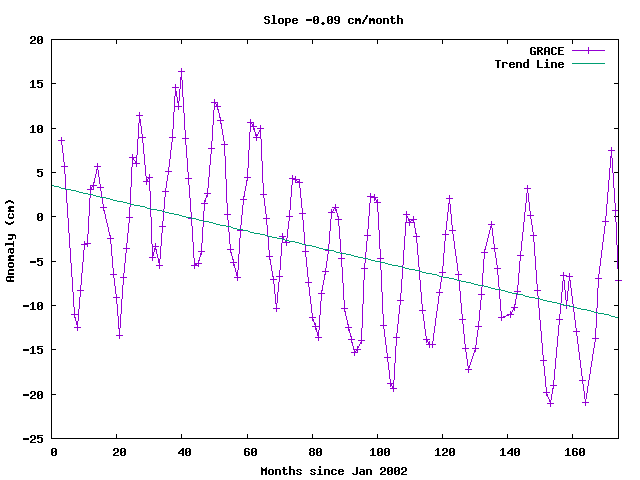 Slope -0.09 cm/month
GRACE
Trend Line
20
15
10
5
0
-5
-10
-15
-20
-25
Anomaly (cm)
0 20 40 60 80 100 120 140 160
Months since Jan 2002